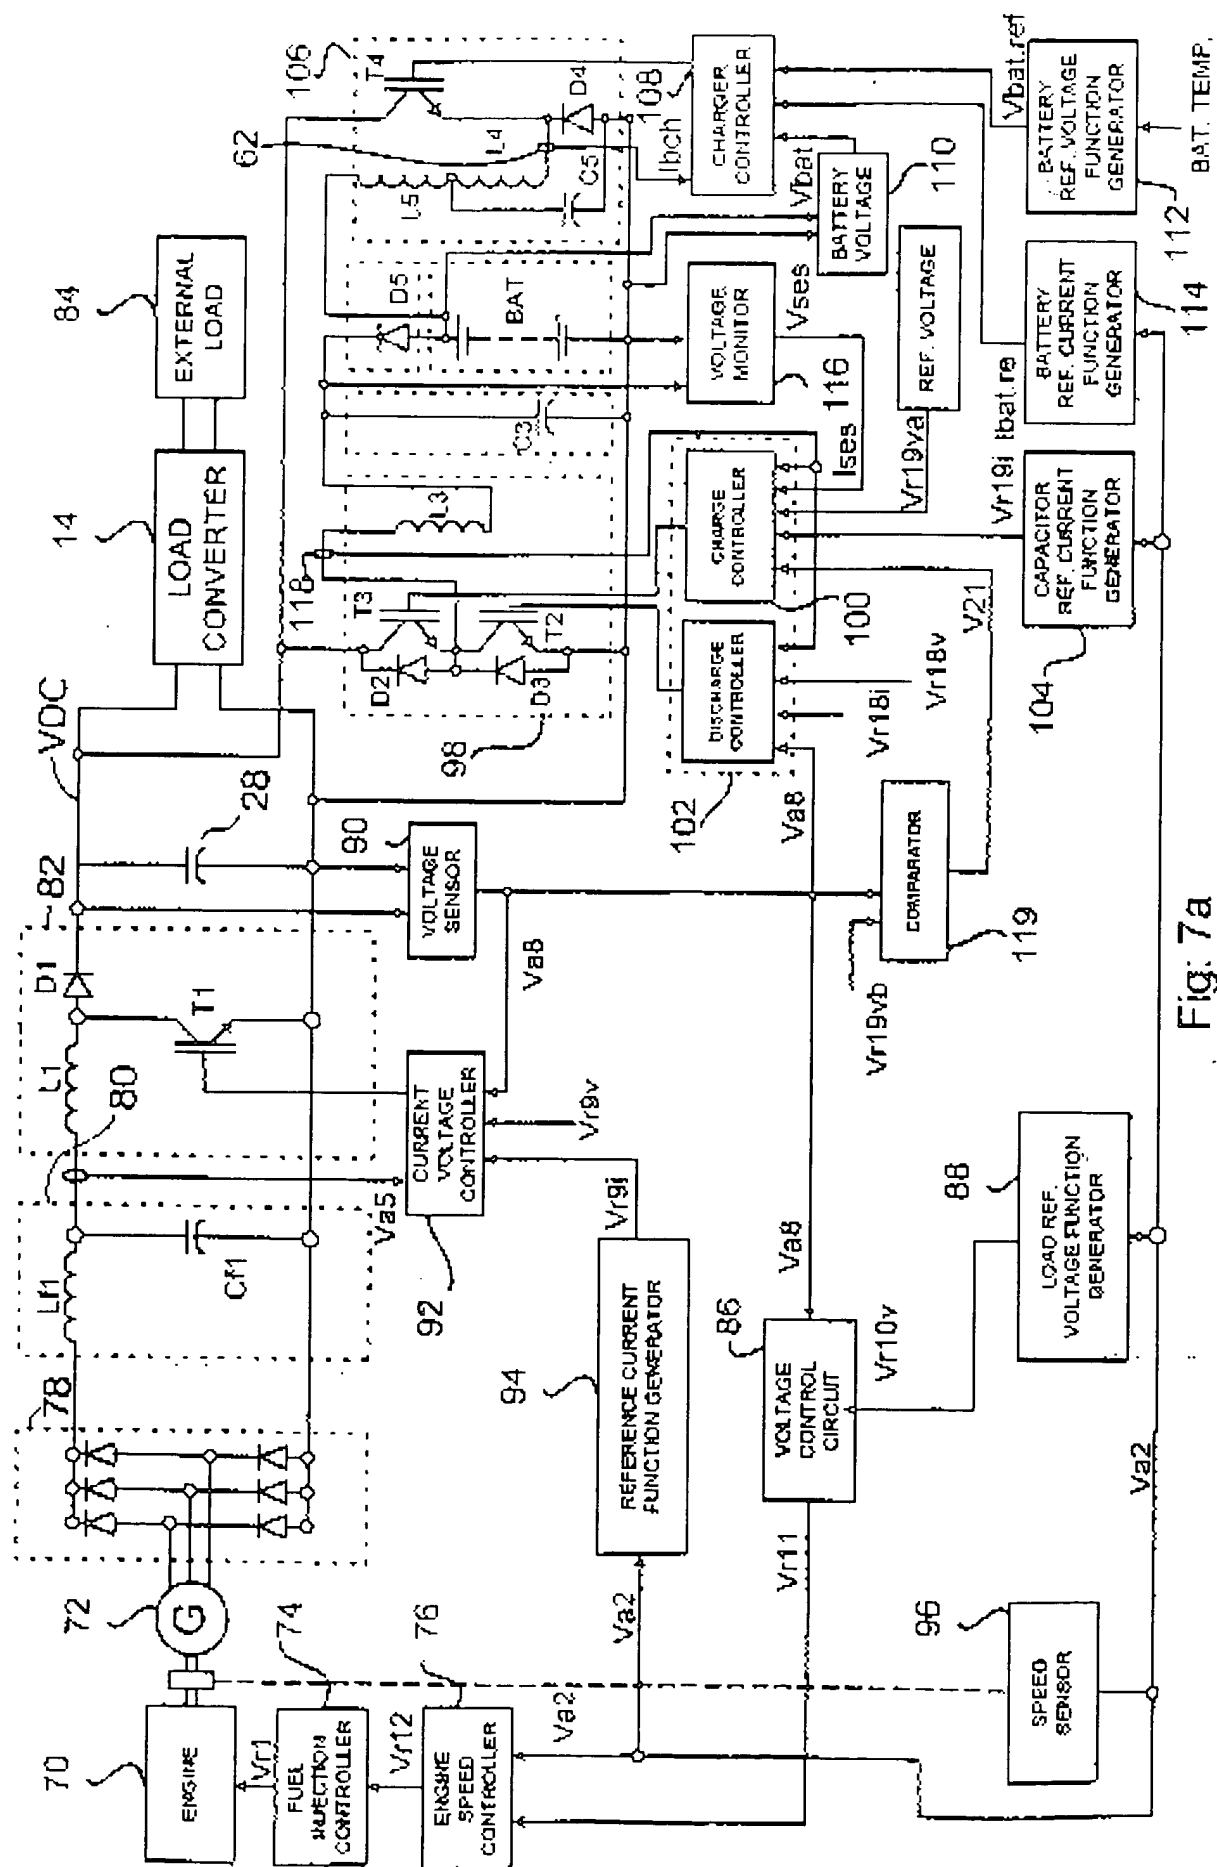 70
ENGINE
Vr1
FUEL
INJECTION
CONTROLLER
74
Vr12
ENGINE
SPEED
CONTROLLER
76
72
G
78
Lf1
Cf1
80
L1
T1
D1
82
28
VDC
14
LOAD
CONVERTER
84
EXTERNAL
LOAD
Va5
CURRENT
VOLTAGE
CONTROLLER
92
Vr9i
Vr9v
Va8
VOLTAGE
SENSOR
90
98
D2
D3
T3
T2
118
L3
C3
D5
BAT
62
106
T4
L5
L4
D4
C5
Va2
REFERENCE CURRENT
FUNCTION GENERATOR
94
Va2
Vr11
VOLTAGE
CONTROL
CIRCUIT
86
Va8
Vr10v
Vr19vb
COMPARATOR
119
V21
102
DISCHARGE
CONTROLLER
Va8
Vr18i
Vr18v
CHARGE
CONTROLLER
100
VOLTAGE
MONITOR
116
Vses
Ises
REF. VOLTAGE
Vr19va
BATTERY
VOLTAGE
110
Vbat
Ibch
CHARGER
CONTROLLER
108
SPEED
SENSOR
96
Va2
LOAD REF.
VOLTAGE FUNCTION
GENERATOR
88
CAPACITOR
REF. CURRENT
FUNCTION
GENERATOR
104
Vr19i
BATTERY
REF. CURRENT
FUNCTION
GENERATOR
114
Ibat.re
BATTERY
REF. VOLTAGE
FUNCTION
GENERATOR
112
Vbat.ref
BAT. TEMP.
Fig. 7a